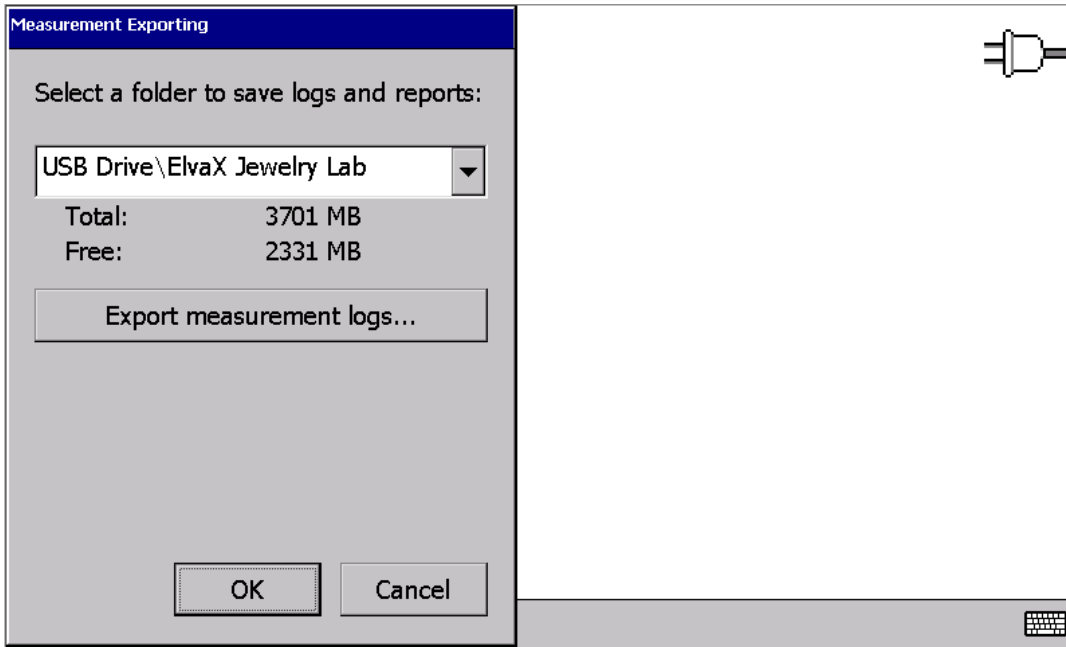 Measurement Exporting
Select a folder to save logs and reports:
USB Drive\ElvaX Jewelry Lab
Total: 3701 MB
Free: 2331 MB
Export measurement logs...
OK Cancel